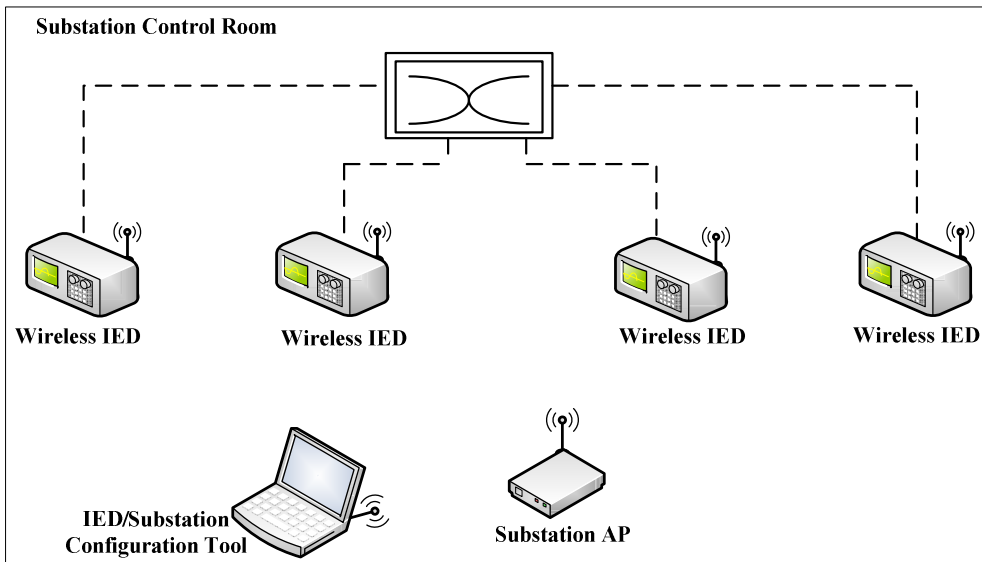 Substation Control Room
Wireless IED
Wireless IED
Wireless IED
Wireless IED
IED/Substation
Configuration Tool
Substation AP